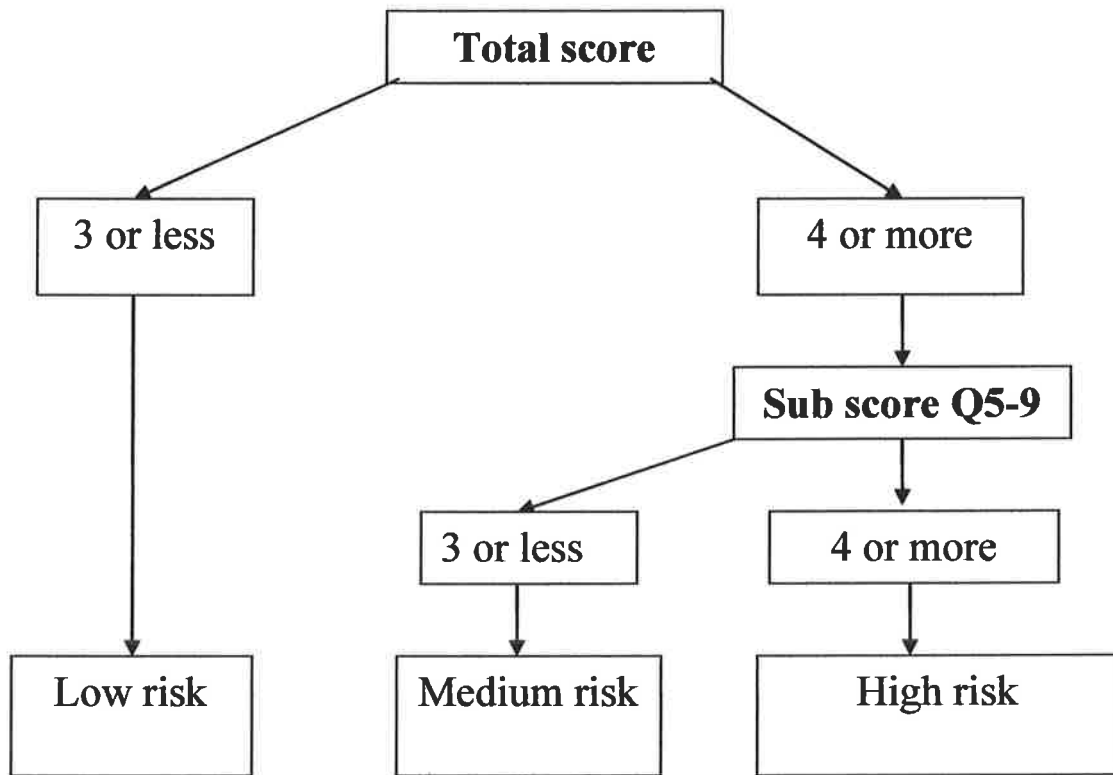 Total score
3 or less
4 or more
Sub score Q5-9
3 or less
4 or more
Low risk
Medium risk
High risk